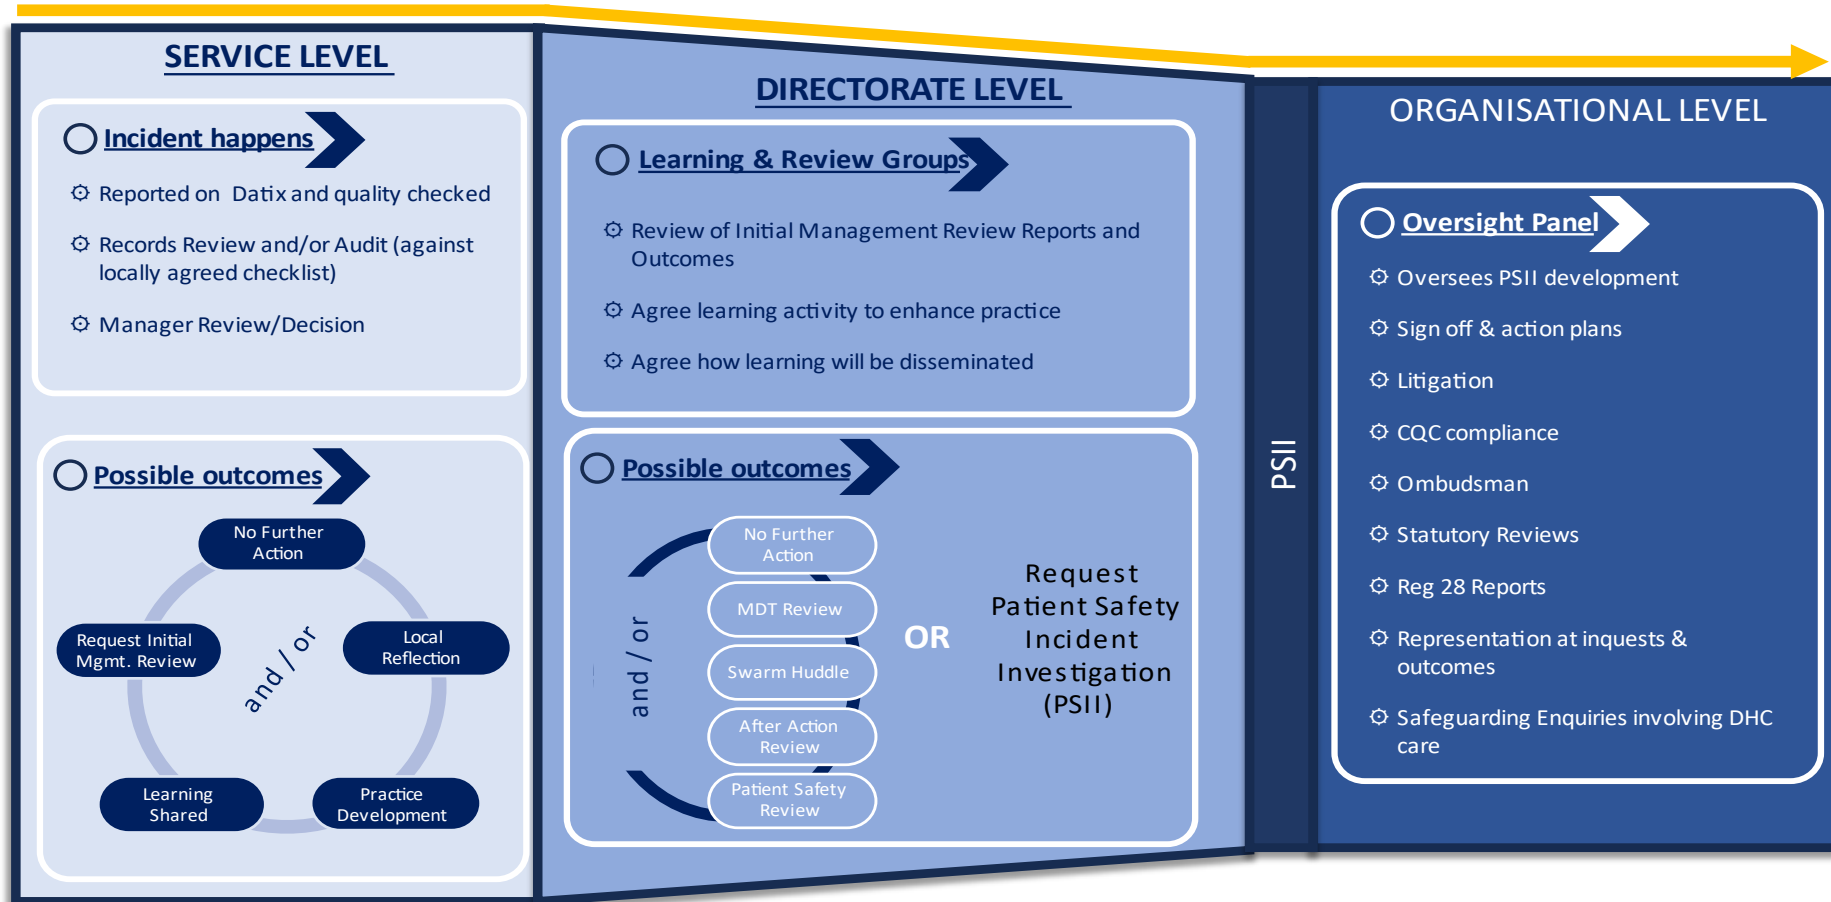 SERVICE LEVEL
Incident happens
Reported on Datix and quality checked
Records Review and/or Audit (against
locally agreed checklist)
Manager Review/Decision
Possible outcomes
No Further
Action
Request Initial
Mgmt. Review
Local
Reflection
and / or
Learning
Shared
Practice
Development
DIRECTORATE LEVEL
Learning & Review Groups
Review of Initial Management Review Reports and
Outcomes
Agree learning activity to enhance practice
Agree how learning will be disseminated
Possible outcomes
No Further
Action
MDT Review
Swarm Huddle
After Action
Review
Patient Safety
Review
and / or
OR
Request
Patient Safety
Incident
Investigation
(PSII)
PSII
ORGANISATIONAL LEVEL
Oversight Panel
Oversees PSII development
Sign off & action plans
Litigation
CQC compliance
Ombudsman
Statutory Reviews
Reg 28 Reports
Representation at inquests &
outcomes
Safeguarding Enquiries involving DHC
care